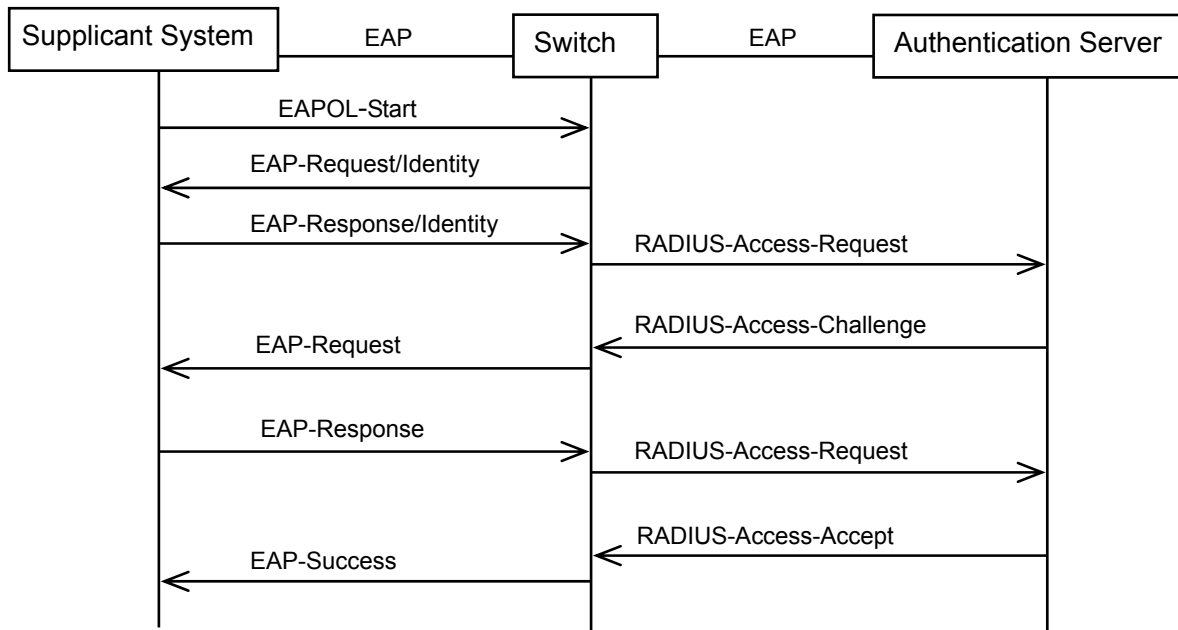 Supplicant System
EAP
Switch
EAP
Authentication Server
EAPOL-Start
EAP-Request/Identity
EAP-Response/Identity
RADIUS-Access-Request
RADIUS-Access-Challenge
EAP-Request
EAP-Response
RADIUS-Access-Request
RADIUS-Access-Accept
EAP-Success